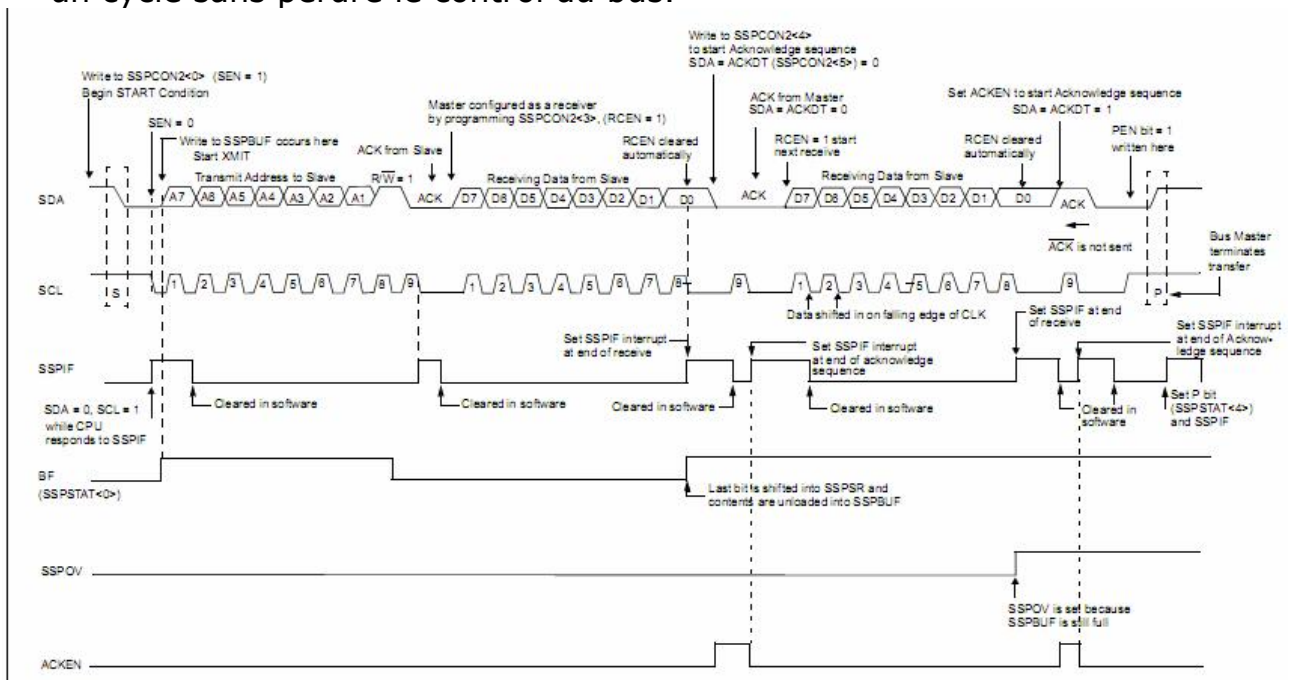 un cycle sans perdre le control du bus.
Write to SSPCON2<4>
to start Acknowledge sequence
SDA = ACKDT (SSPCON2<5>) = 0
Write to SSPCON2<0> (SEN = 1)
Begin START Condition
SEN = 0
Write to SSPBUF occurs here
Start XMIT
ACK from Slave
Master configured as a receiver
by programming SSPCON2<3>, (RCEN = 1)
RCEN cleared
automatically
ACK from Master
SDA = ACKDT = 0
RCEN = 1 start
next receive
Set ACKEN to start Acknowledge sequence
SDA = ACKDT = 1
RCEN cleared
automatically
PEN bit = 1
written here
Transmit Address to Slave
R/W = 1
Receiving Data from Slave
Receiving Data from Slave
SDA
A7 A6 A5 A4 A3 A2 A1 ACK D7 D6 D5 D4 D3 D2 D1 D0 ACK D7 D6 D5 D4 D3 D2 D1 D0 ACK
ACK is not sent
Bus Master
terminates
transfer
SCL
S 1 2 3 4 5 6 7 8 9 1 2 3 4 5 6 7 8 9 1 2 3 4 5 6 7 8 9 P
Data shifted in on falling edge of CLK
Set SSPIF interrupt
at end of receive
Set SSPIF interrupt
at end of acknowledge
sequence
Set SSPIF at end
of receive
Set SSPIF interrupt
at end of Acknow-
ledge sequence
SSPIF
Cleared in software
Cleared in software
Cleared in software
Cleared in software
Cleared in
software
Set P bit
(SSPSTAT<4>)
and SSPIF
SDA = 0, SCL = 1
while CPU
responds to SSPIF
BF
(SSPSTAT<0>)
Last bit is shifted into SSPSR and
contents are unloaded into SSPBUF
SSPOV
SSPOV is set because
SSPBUF is still full
ACKEN